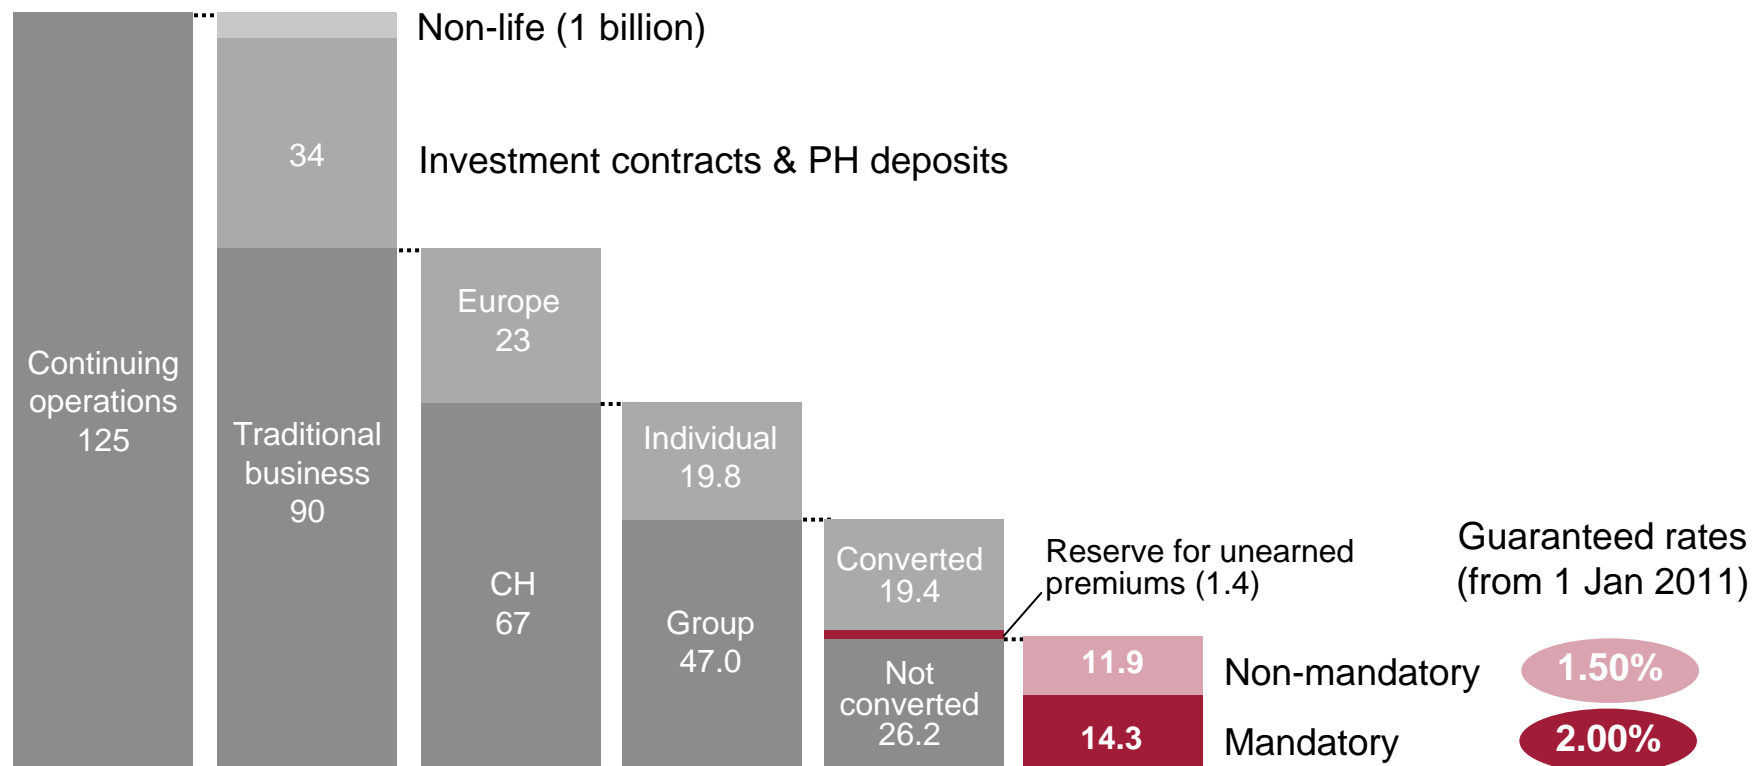 Non-life (1 billion)
34
Investment contracts & PH deposits
Continuing
operations
125
Traditional
business
90
Europe
23
CH
67
Individual
19.8
Group
47.0
Converted
19.4
Not
converted
26.2
Reserve for unearned
premiums (1.4)
Guaranteed rates
(from 1 Jan 2011)
11.9
Non-mandatory
1.50%
14.3
Mandatory
2.00%